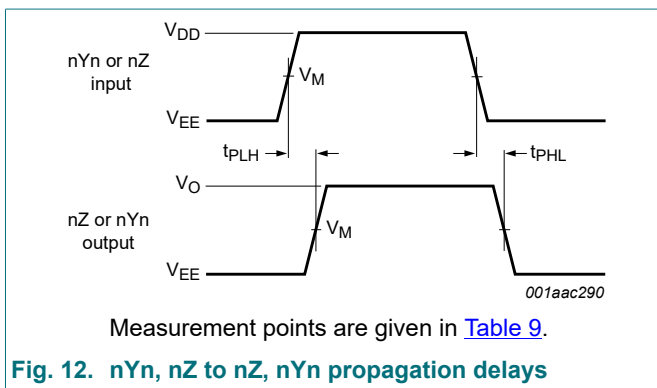 VDD
nYn or nZ
input
VM
VEE
tPLH
tPHL
VO
nZ or nYn
output
VM
VEE
001aac290
Measurement points are given in Table 9.
Fig. 12. nYn, nZ to nZ, nYn propagation delays